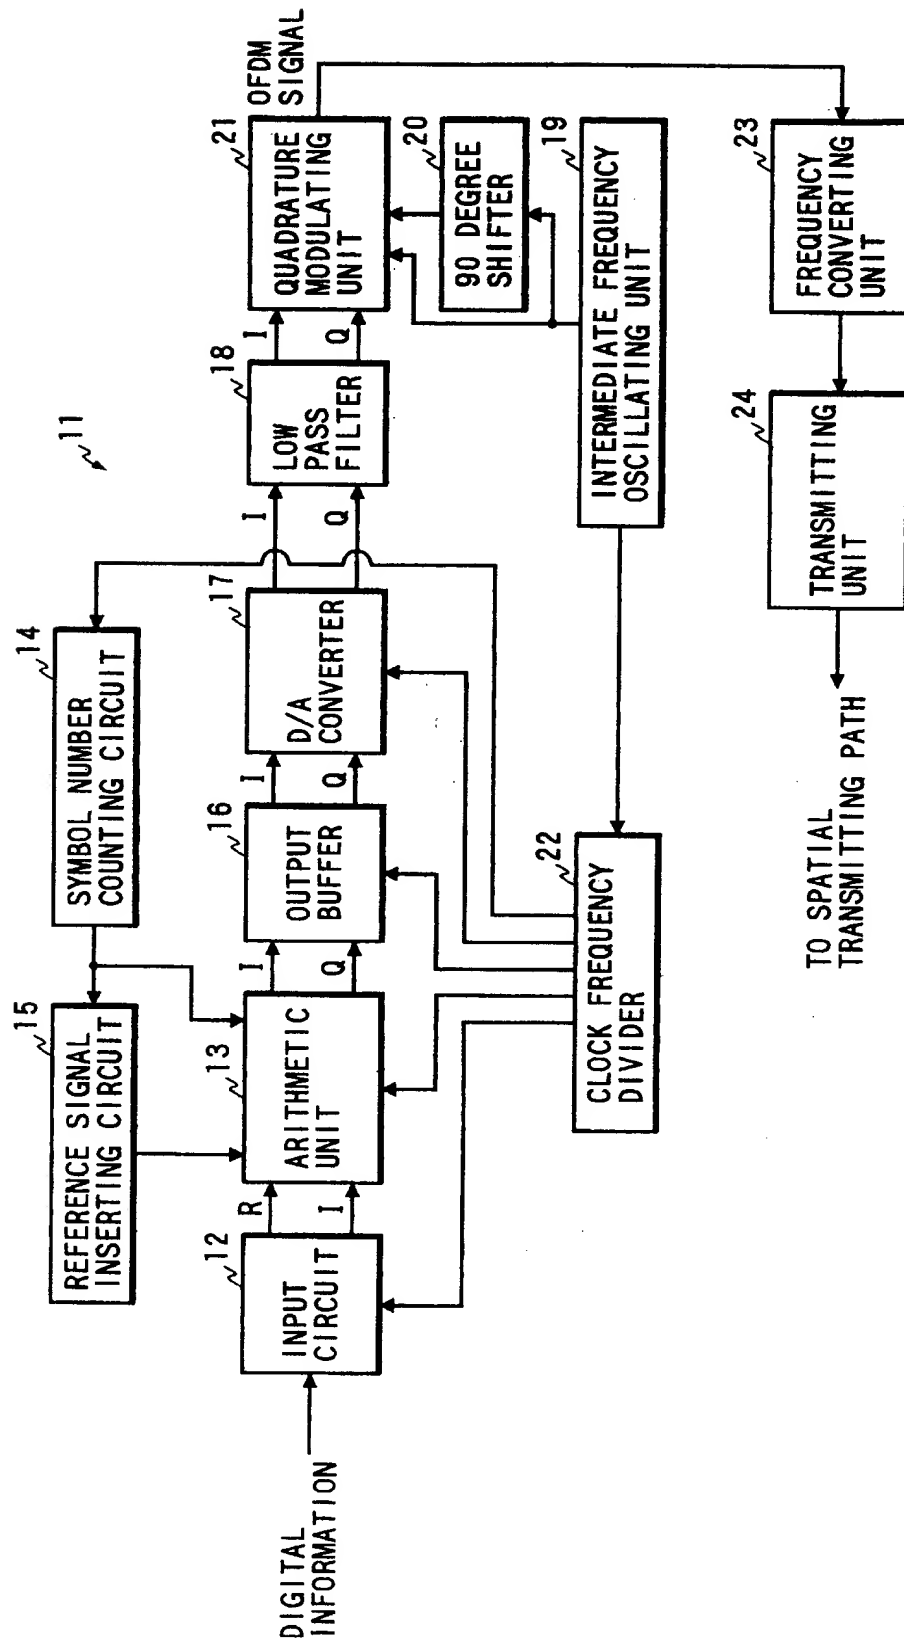 11
14
SYMBOL NUMBER
COUNTING CIRCUIT
15
REFERENCE SIGNAL
INSERTING CIRCUIT
DIGITAL
INFORMATION
12
INPUT
CIRCUIT
R
I
13
ARITHMETIC
UNIT
I
Q
16
OUTPUT
BUFFER
I
Q
17
D/A
CONVERTER
I
Q
18
LOW
PASS
FILTER
I
Q
21
QUADRATURE
MODULATING
UNIT
OFDM
SIGNAL
20
90 DEGREE
SHIFTER
19
INTERMEDIATE FREQUENCY
OSCILLATING UNIT
22
CLOCK FREQUENCY
DIVIDER
23
FREQUENCY
CONVERTING
UNIT
24
TRANSMITTING
UNIT
TO SPATIAL
TRANSMITTING PATH